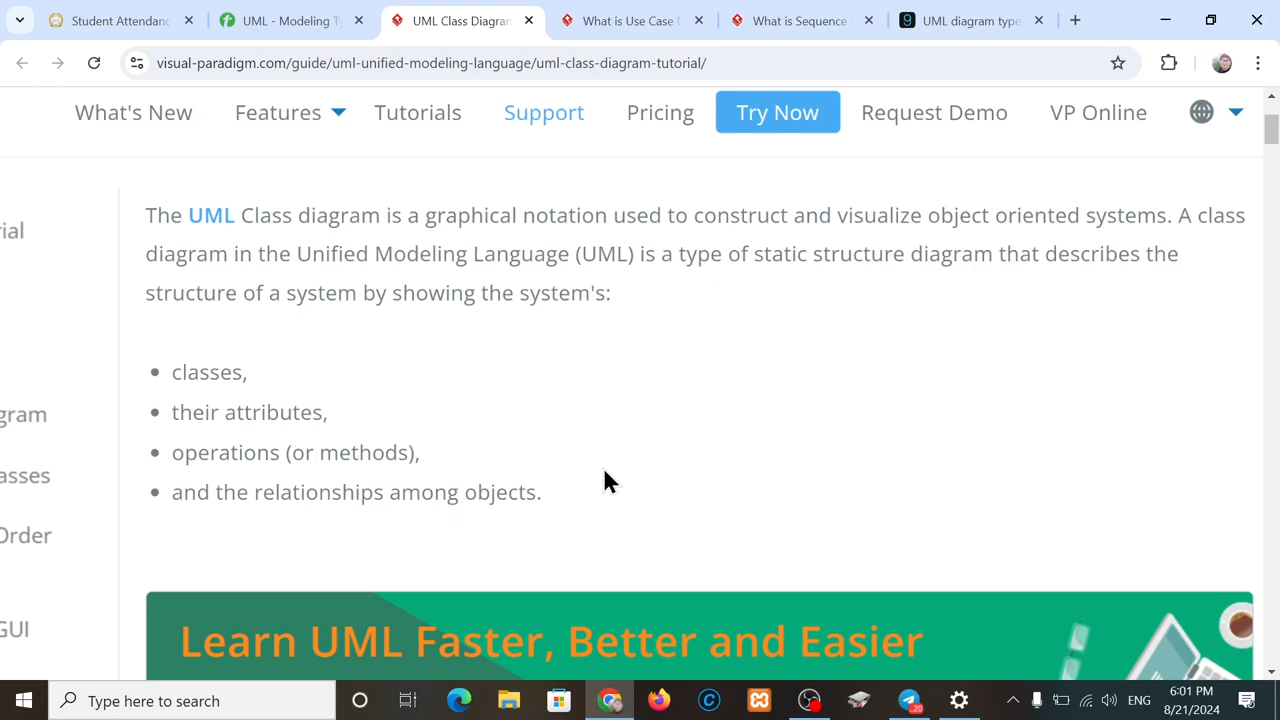 Student Attendanc
UML - Modeling Ty
UML Class Diagram
What is Use Case D
What is Sequence
UML diagram type
visual-paradigm.com/guide/uml-unified-modeling-language/uml-class-diagram-tutorial/
What's New Features Tutorials Support Pricing Try Now Request Demo VP Online
The UML Class diagram is a graphical notation used to construct and visualize object oriented systems. A class
diagram in the Unified Modeling Language (UML) is a type of static structure diagram that describes the
structure of a system by showing the system's:
rial
classes,
their attributes,
operations (or methods),
and the relationships among objects.
gram
asses
Order
GUI
Learn UML Faster, Better and Easier
Type here to search
20
ENG
6:01 PM
8/21/2024